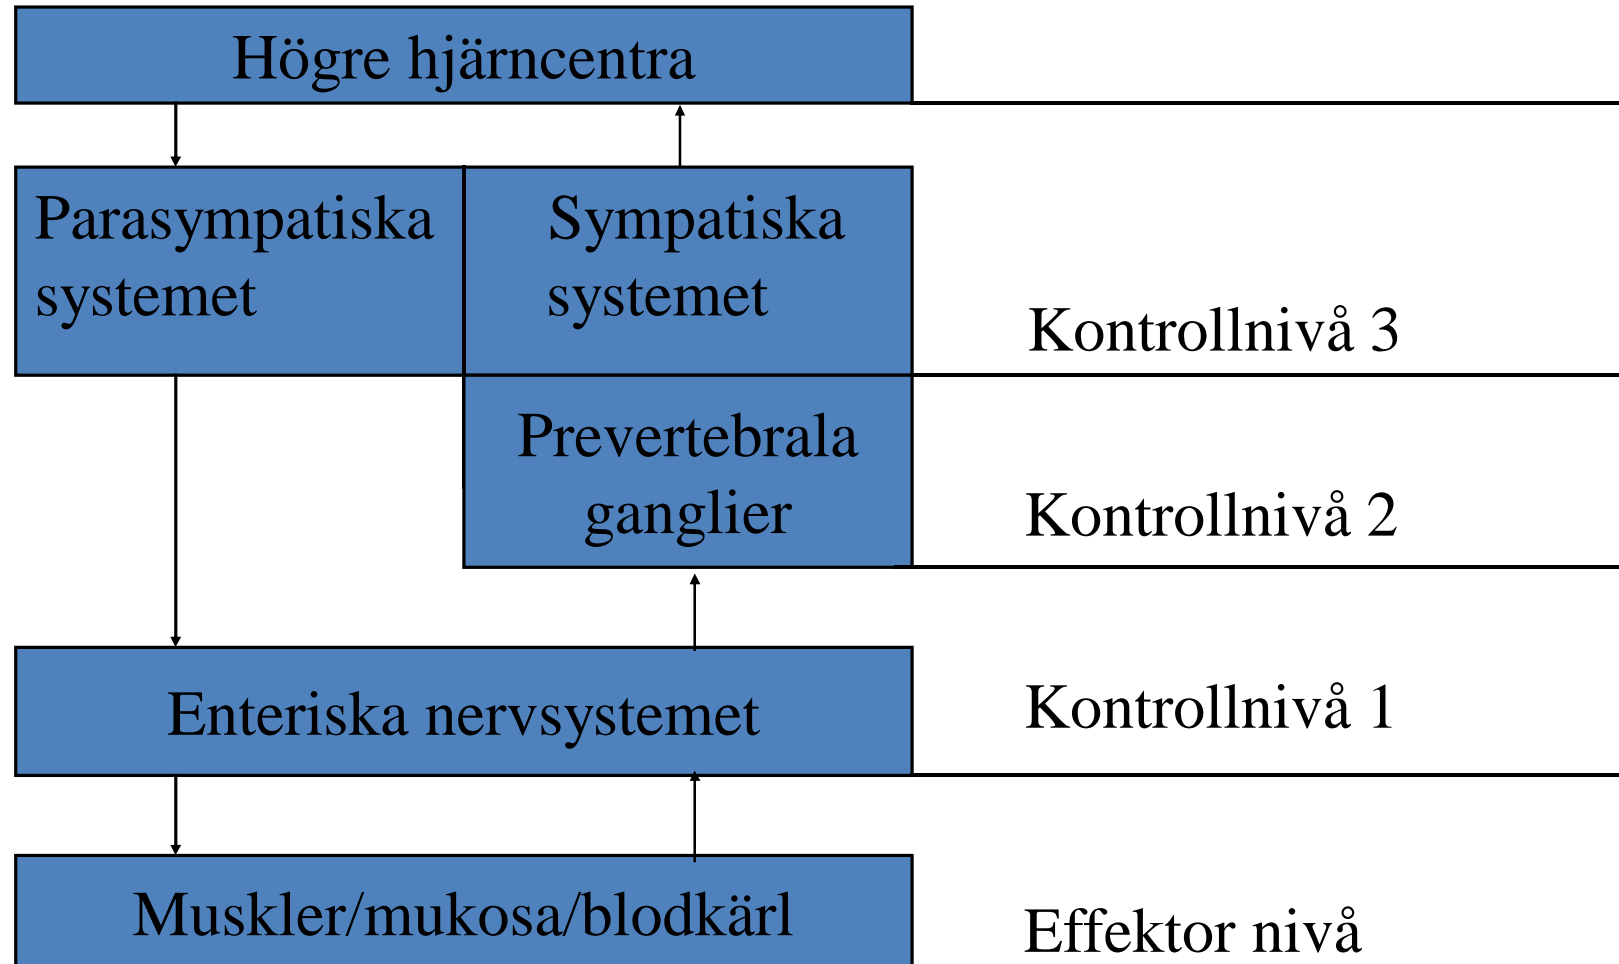 Högre hjärncentra
Parasympatiska
systemet
Sympatiska
systemet
Kontrollnivå 3
Prevertebrala
ganglier
Kontrollnivå 2
Enteriska nervsystemet
Kontrollnivå 1
Muskler/mukosa/blodkärl
Effektor nivå